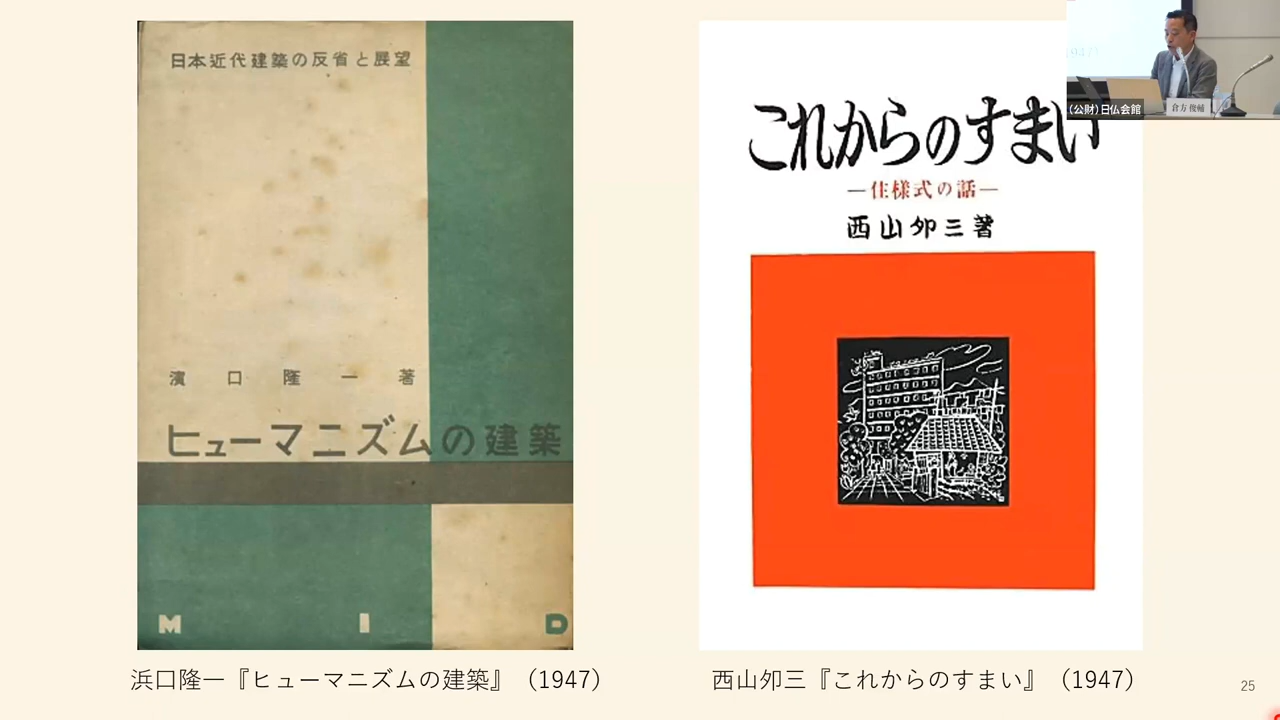 日本近代建築の反省と展望
濱口隆一著
ヒューマニズムの建築
M I D
浜口隆一『ヒューマニズムの建築』（1947）
これからのすまい
―住様式の話―
西山夘三著
西山夘三『これからのすまい』（1947）
（公財）日仏会館
倉方俊輔
25